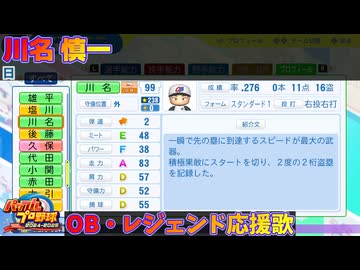 川名 慎一
日
川名
99
守備位置 外
成績 率.276 0本 11点 16盗
フォーム スタンダード1 投打 右投右打
紹介文
一瞬で先の塁に到達するスピードが最大の武器。
積極果敢にスタートを切り、2度の2桁盗塁
を記録した。
雄平
塩川
川名
後藤
久保
代田
小関
赤田
弾道 2
ミート E 48
パワー F 38
走力 A 83
肩力 D 57
守備力 D 52
捕球 D 55
パワフルプロ野球
2024-2025
OB・レジェンド応援歌